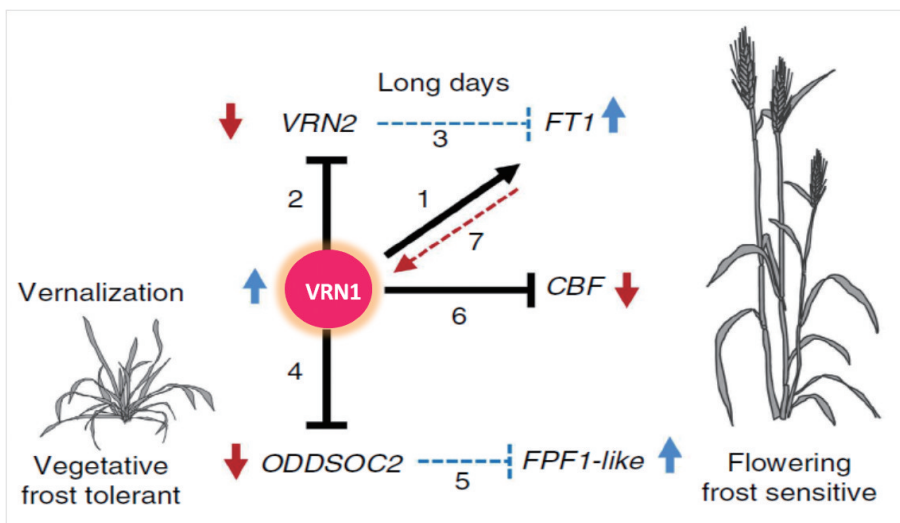 Long days
VRN2
3
FT1
2
1
7
Vernalization
VRN1
6
CBF
4
Vegetative
frost tolerant
ODDSOC2
5
FPF1-like
Flowering
frost sensitive